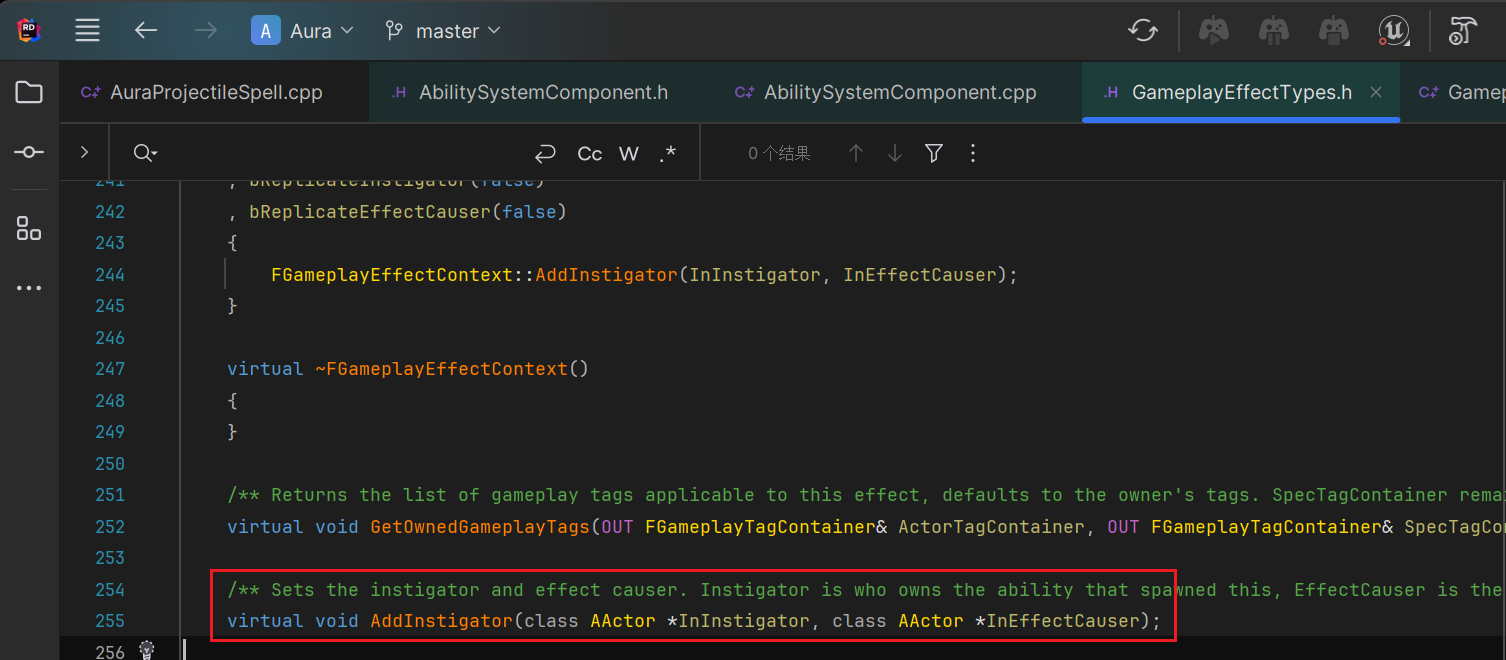 RD
A Aura master
C+ AuraProjectileSpell.cpp .H AbilitySystemComponent.h C+ AbilitySystemComponent.cpp .H GameplayEffectTypes.h C+
Cc W .* 0 个结果
241 , bReplicateInstigator(false)
242 , bReplicateEffectCauser(false)
243 {
244 FGameplayEffectContext::AddInstigator(InInstigator, InEffectCauser);
245 }
246
247 virtual ~FGameplayEffectContext()
248 {
249 }
250
251 /** Returns the list of gameplay tags applicable to this effect, defaults to the owner's tags. SpecTagContainer
252 virtual void GetOwnedGameplayTags(OUT FGameplayTagContainer& ActorTagContainer, OUT FGameplayTagContainer&
253
254 /** Sets the instigator and effect causer. Instigator is who owns the ability that spawned this, EffectCauser is the
255 virtual void AddInstigator(class AActor *InInstigator, class AActor *InEffectCauser);
256